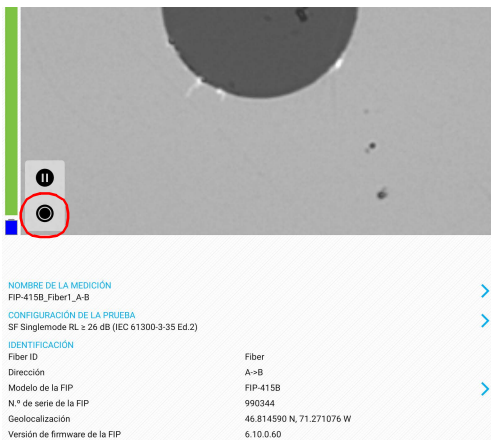 NOMBRE DE LA MEDICIÓN
FIP-415B_Fiber1_A-B
CONFIGURACIÓN DE LA PRUEBA
SF Singlemode RL ≥ 26 dB (IEC 61300-3-35 Ed.2)
IDENTIFICACIÓN
Fiber ID Fiber
Dirección A->B
Modelo de la FIP FIP-415B
N.º de serie de la FIP 990344
Geolocalización 46.814590 N, 71.271076 W
Versión de firmware de la FIP 6.10.0.60